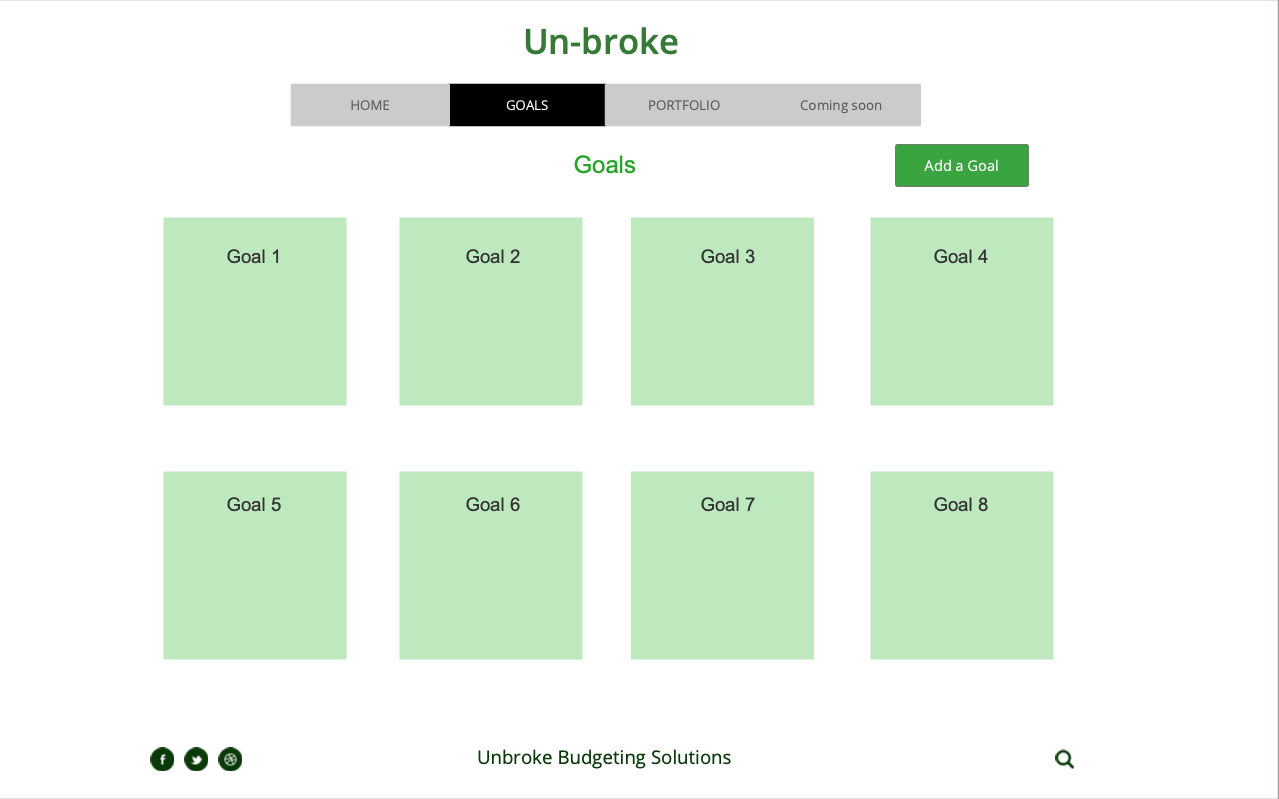 Un-broke
HOME GOALS PORTFOLIO Coming soon
Goals Add a Goal
Goal 1 Goal 2 Goal 3 Goal 4
Goal 5 Goal 6 Goal 7 Goal 8
Unbroke Budgeting Solutions